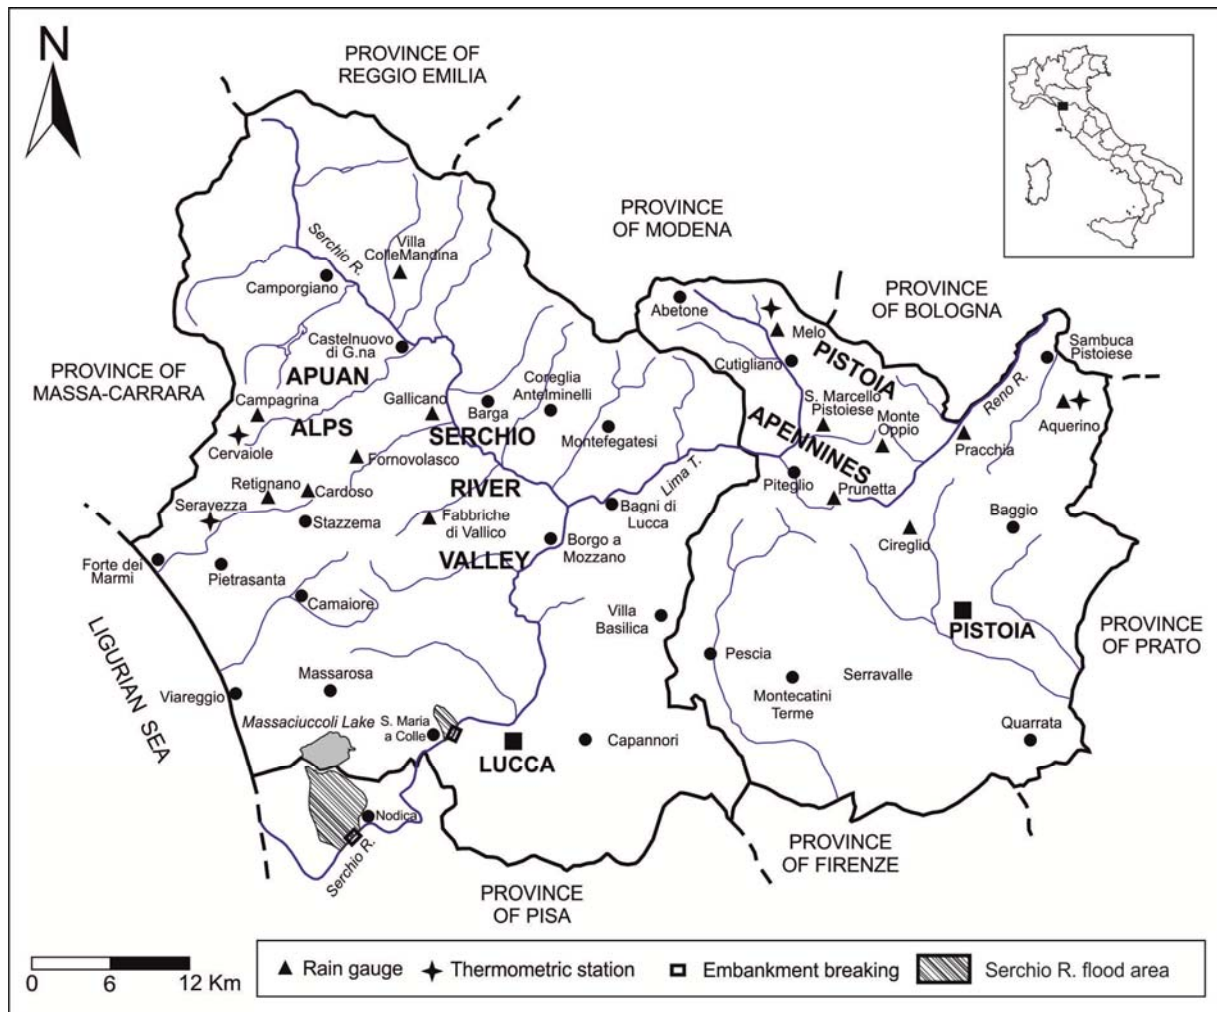 N
PROVINCE OF
REGGIO EMILIA
PROVINCE
OF MODENA
PROVINCE
OF BOLOGNA
Serchio R.
Villa
ColleMandina
Camporgiano
Abetone
Melo
Sambuca
Pistoiese
Castelnuovo
di G.na
Cutigliano
PISTOIA
Reno R.
PROVINCE OF
MASSA-CARRARA
APUAN
Coreglia
Antelminelli
Campagrina
Gallicano
Barga
S. Marcello
Pistoiese
Monte
Oppio
Aquerino
ALPS
SERCHIO
Montefegatesi
APENNINES
Pracchia
Cervaiole
Fornovolasco
Lima T.
Retignano
Cardoso
RIVER
Piteglio
Prunetta
Seravezza
Stazzema
Fabbriche
di Vallico
Bagni di
Lucca
Baggio
Cireglio
Forte dei
Marmi
Pietrasanta
VALLEY
Borgo a
Mozzano
Camaiore
Villa
Basilica
PISTOIA
PROVINCE
OF PRATO
LIGURIAN SEA
Pescia
Serravalle
Viareggio
Massarosa
Montecatini
Terme
Massaciuccoli Lake
S. Maria
a Colle
Quarrata
LUCCA
Capannori
Nodica
Serchio R.
PROVINCE
OF FIRENZE
PROVINCE
OF PISA
0
6
12 Km
Rain gauge
Thermometric station
Embankment breaking
Serchio R. flood area